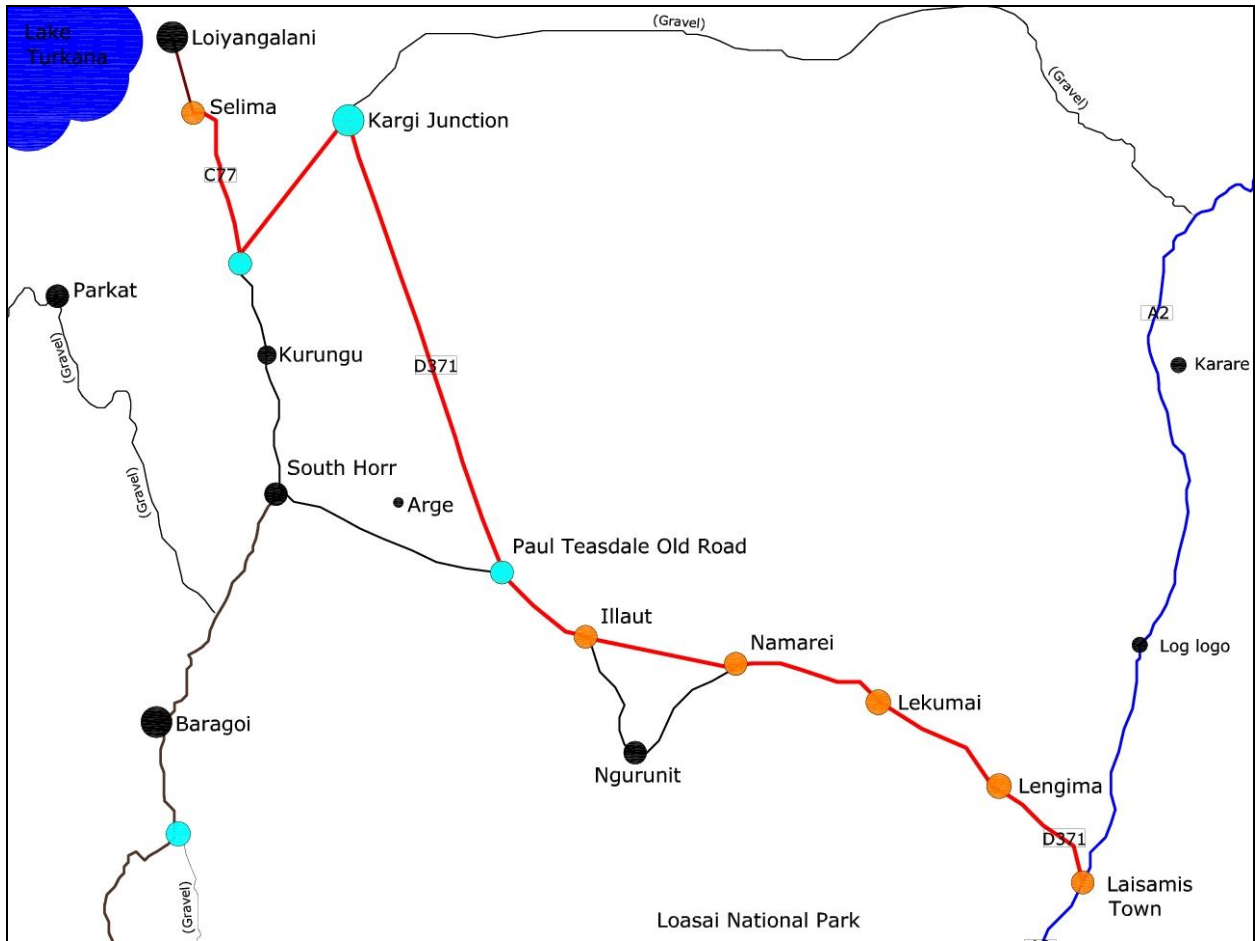 Lake
Turkana
Loiyangalani
(Gravel)
(Gravel)
Selima
Kargi Junction
C77
Parkat
A2
Kurungu
(Gravel)
D371
Karare
South Horr
(Gravel)
Arge
Paul Teasdale Old Road
Illaut
Namarei
Log logo
Lekumai
Baragoi
Ngurunit
Lengima
D371
(Gravel)
Laisamis
Town
Loasai National Park